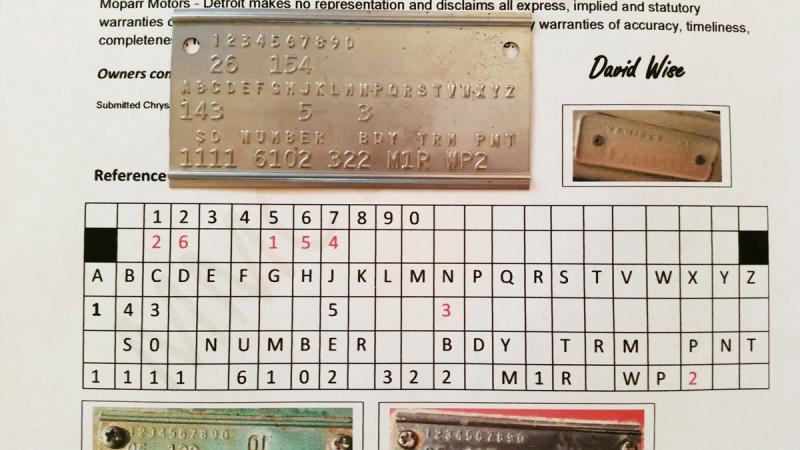 Moparr Motors - Detroit makes no representation and disclaims all express, implied and statutory
warranties
warranties of accuracy, timeliness,
Owners
Submitted Chrys
1234567890
26 154
ABCDEFGHJKLMNPQRSTVWXYZ
143 5 3
SO NUMBER BDY TRM PNT
1111 6102 322 M1R WP2
David Wise
VEHICLE
Reference
1 2 3 4 5 6 7 8 9 0
2 6 1 5 4
A B C D E F G H J K L M N P Q R S T V W X Y Z
1 4 3 5 3
S O N U M B E R B D Y T R M P N T
1 1 1 1 6 1 0 2 3 2 2 M 1 R W P 2
1234567890
1234567890